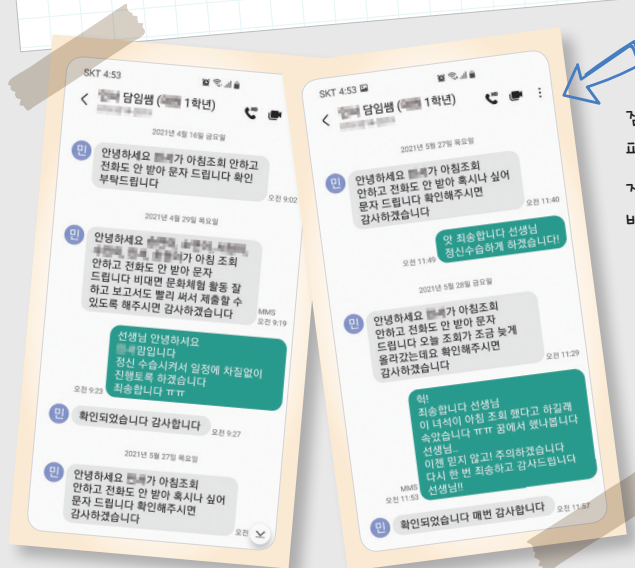 SKT 4:53
담임쌤 ( 1학년)
2021년 4월 16일 금요일
민
안녕하세요 가 아침조회 안하고
전화도 안 받아 문자 드립니다 확인
부탁드립니다
오전 9:02
2021년 4월 29일 목요일
민
안녕하세요
가 아침 조회
안하고 전화도 안 받아 문자
드립니다 비대면 문화체험 활동 잘
하고 보고서도 빨리 써서 제출할 수
있도록 해주시면 감사하겠습니다
MMS
오전 9:19
선생님 안녕하세요
맘입니다
정신 수습시켜서 일정에 차질없이
진행토록 하겠습니다
죄송합니다 ㅠㅠ
오전 9:23
민
확인되었습니다 감사합니다
오전 9:27
2021년 5월 27일 목요일
민
안녕하세요 가 아침조회
안하고 전화도 안 받아 혹시나 싶어
문자 드립니다 확인해주시면
감사하겠습니다
오전
SKT 4:53
담임쌤 ( 1학년)
2021년 5월 27일 목요일
민
안녕하세요 가 아침조회
안하고 전화도 안 받아 혹시나 싶어
문자 드립니다 확인해주시면
감사하겠습니다
오전 11:40
앗 죄송합니다 선생님
정신수습하게 하겠습니다!
오전 11:49
2021년 5월 28일 금요일
민
안녕하세요 가 아침조회
안하고 전화도 안 받아 문자
드립니다 오늘 조회가 조금 늦게
올라갔는데요 확인해주시면
감사하겠습니다
오전 11:29
헉!
죄송합니다 선생님
이 녀석이 아침 조회 했다고 하길래
속았습니다 ㅠㅠ 꿈에서 했나봅니다
선생님..
이젠 믿지 않고! 주의하겠습니다
다시 한 번 죄송하고 감사드립니다
선생님!!
MMS
오전 11:53
민
확인되었습니다 매번 감사합니다
오전 11:57